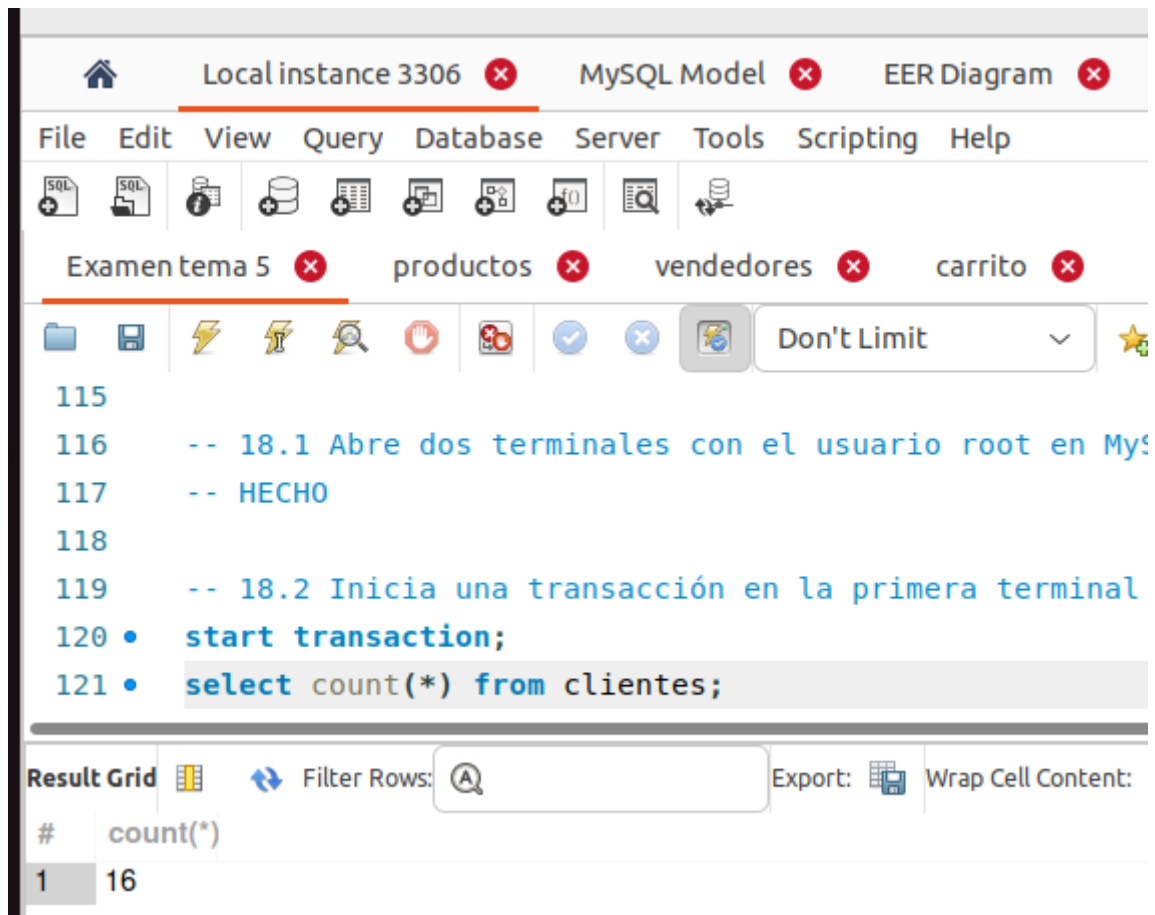 Local instance 3306 MySQL Model EER Diagram
File Edit View Query Database Server Tools Scripting Help
Examen tema 5 productos vendedores carrito
Don't Limit
115
116 -- 18.1 Abre dos terminales con el usuario root en MyS
117 -- HECHO
118
119 -- 18.2 Inicia una transacción en la primera terminal
120 start transaction;
121 select count(*) from clientes;
Result Grid Filter Rows: Export: Wrap Cell Content:
# count(*)
1 16